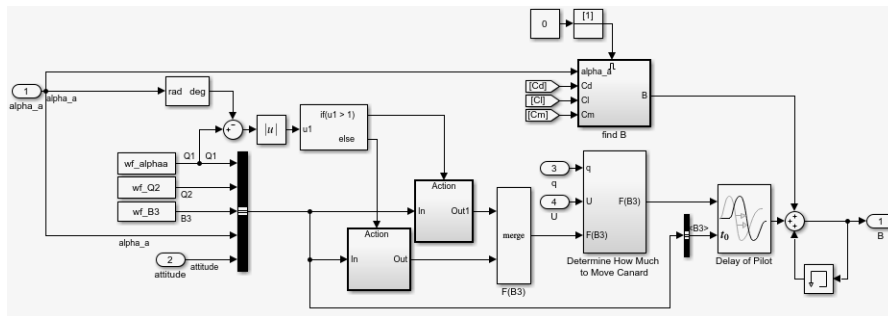 0
[1]
1
alpha_a
alpha_a
rad deg
alpha_a
[Cd]
Cd
[Cl]
Cl
[Cm]
Cm
B
find B
|u|
u1
if(u1 > 1)
else
wf_alphaa
Q1
Q1
wf_Q2
Q2
wf_B3
B3
alpha_a
2
attitude
attitude
Action
In
Out1
Action
In
Out
merge
F(B3)
3
q
4
U
q
U
F(B3)
F(B3)
Determine How Much
to Move Canard
<B3>
t0
Delay of Pilot
1
B